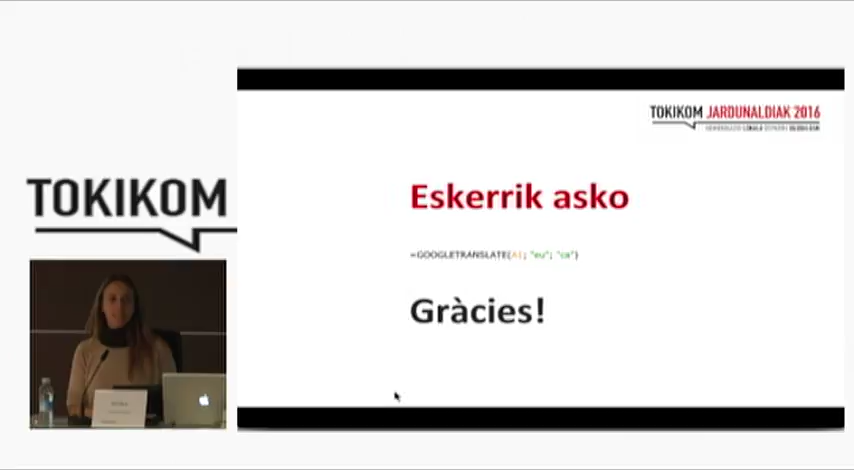 TOKIKOM JARDUNALDIAK 2016
TOKIKOM
Eskerrik asko
=GOOGLETRANSLATE(A1; "eu"; "ca")
Gràcies!